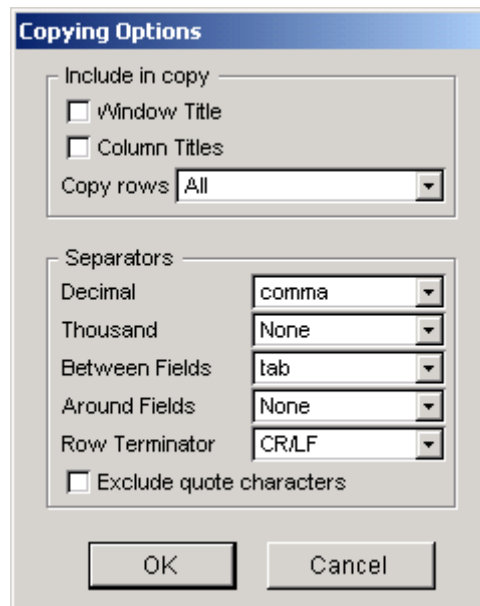 Copying Options
Include in copy
Window Title
Column Titles
Copy rows All
Separators
Decimal comma
Thousand None
Between Fields tab
Around Fields None
Row Terminator CR/LF
Exclude quote characters
OK Cancel